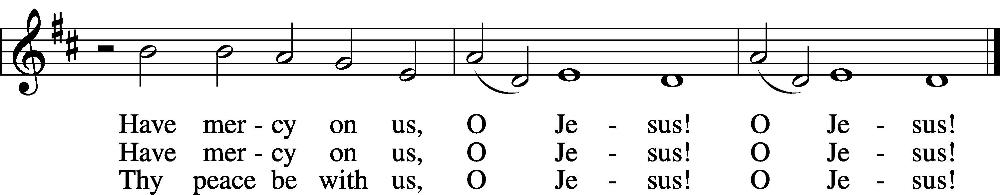 Have mer - cy on us, O Je - sus! O Je - sus!
Have mer - cy on us, O Je - sus! O Je - sus!
Thy peace be with us, O Je - sus! O Je - sus!